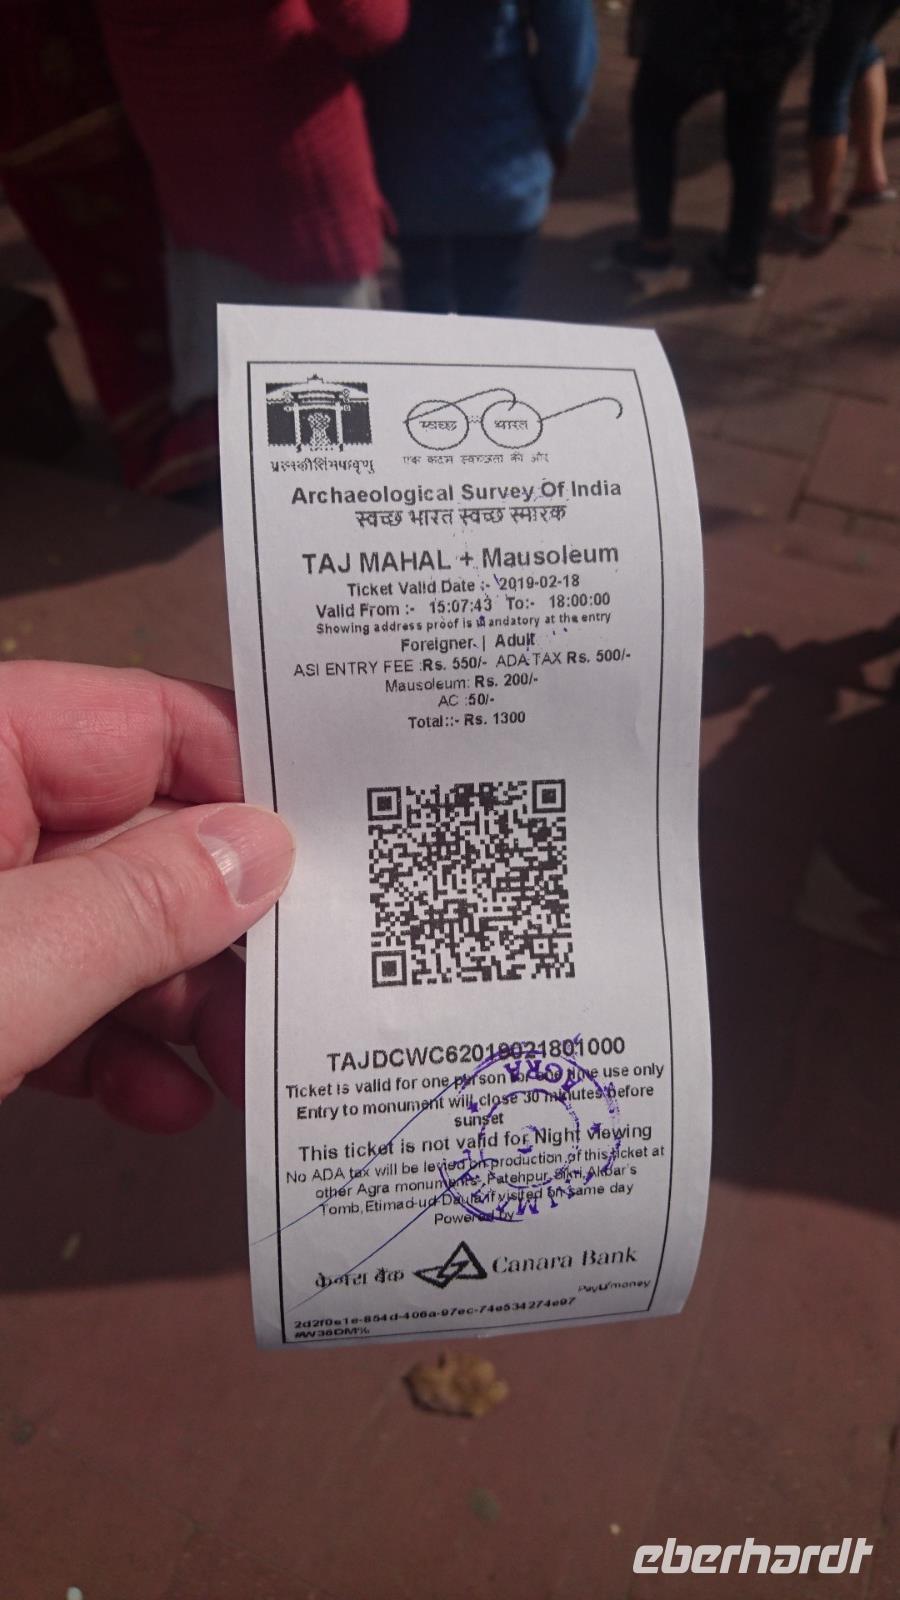 प्रत्नकीर्तिमपावृणु
स्वच्छ भारत
एक कदम स्वच्छता की ओर
Archaeological Survey Of India
स्वच्छ भारत स्वच्छ स्मारक
TAJ MAHAL + Mausoleum
Ticket Valid Date :- 2019-02-18
Valid From :- 15:07:43 To:- 18:00:00
Showing address proof is mandatory at the entry
Foreigner | Adult
ASI ENTRY FEE :Rs. 550/- ADA TAX Rs. 500/-
Mausoleum: Rs. 200/-
AC :50/-
Total::- Rs. 1300
TAJDCWC62019021801000
Ticket is valid for one person for one time use only
Entry to monument will close 30 minutes before
sunset
This ticket is not valid for Night Viewing
No ADA tax will be levied on production of this ticket at
other Agra monuments, Fatehpur Sikri, Akbar's
Tomb, Etimad-ud-Daula if visited on same day
Powered by
केनरा बैंक Canara Bank
PayUmoney
2d2f0e1e-854d-406a-97ec-74e534274e97
AGRA
eberhardt